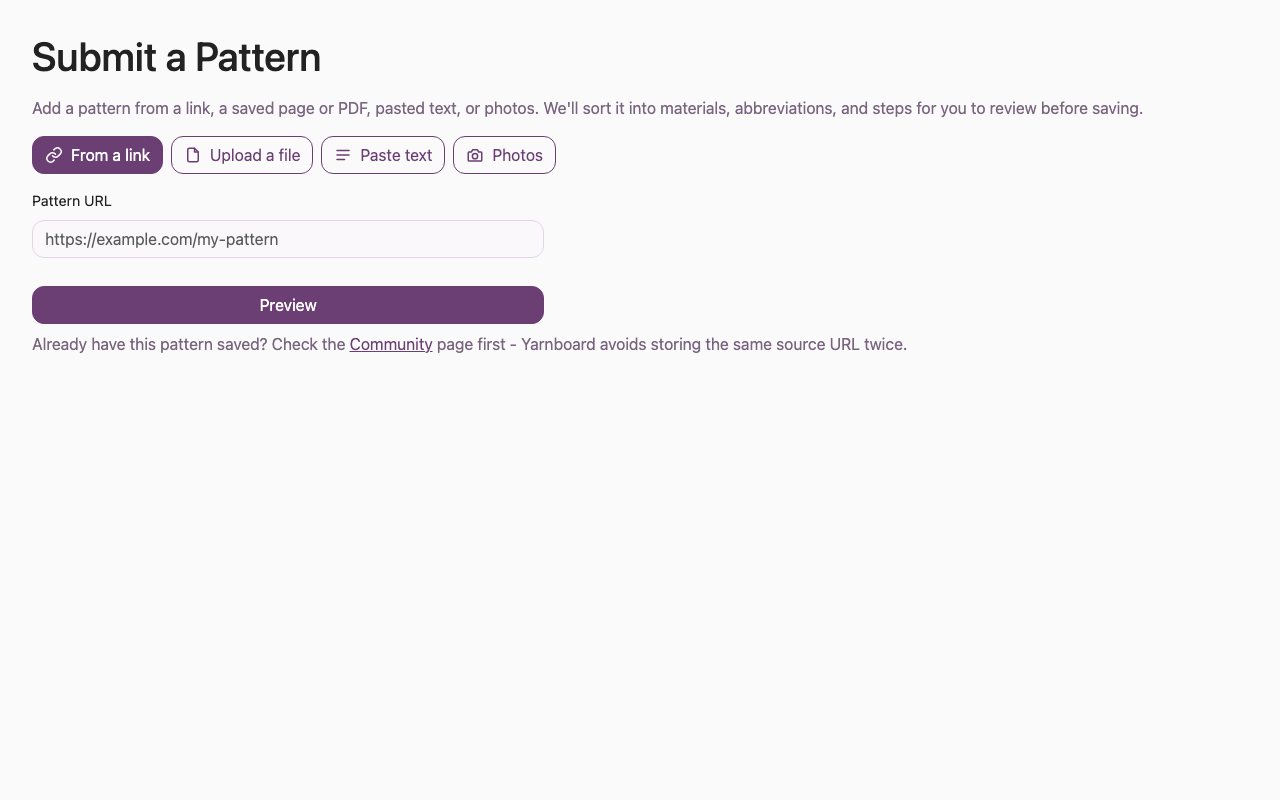 Submit a Pattern
Add a pattern from a link, a saved page or PDF, pasted text, or photos. We'll sort it into materials, abbreviations, and steps for you to review before saving.
From a link
Upload a file
Paste text
Photos
Pattern URL
https://example.com/my-pattern
Preview
Already have this pattern saved? Check the Community page first - Yarnboard avoids storing the same source URL twice.